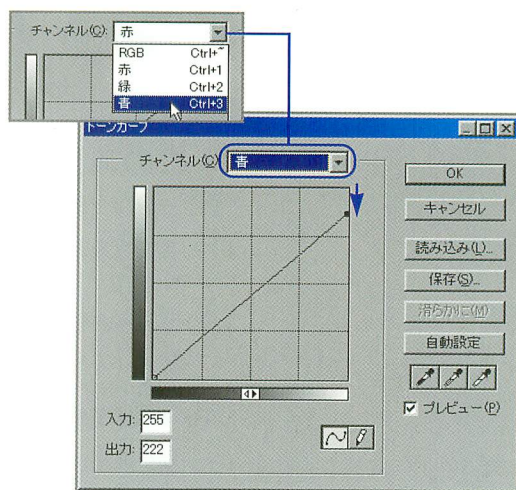 チャンネル(C): 赤
RGB Ctrl+~
赤 Ctrl+1
緑 Ctrl+2
青 Ctrl+3
トーンカーブ
チャンネル(C): 青
OK
キャンセル
読み込み(L)...
保存(S)...
滑らかに(M)
自動設定
プレビュー(P)
入力: 255
出力: 222